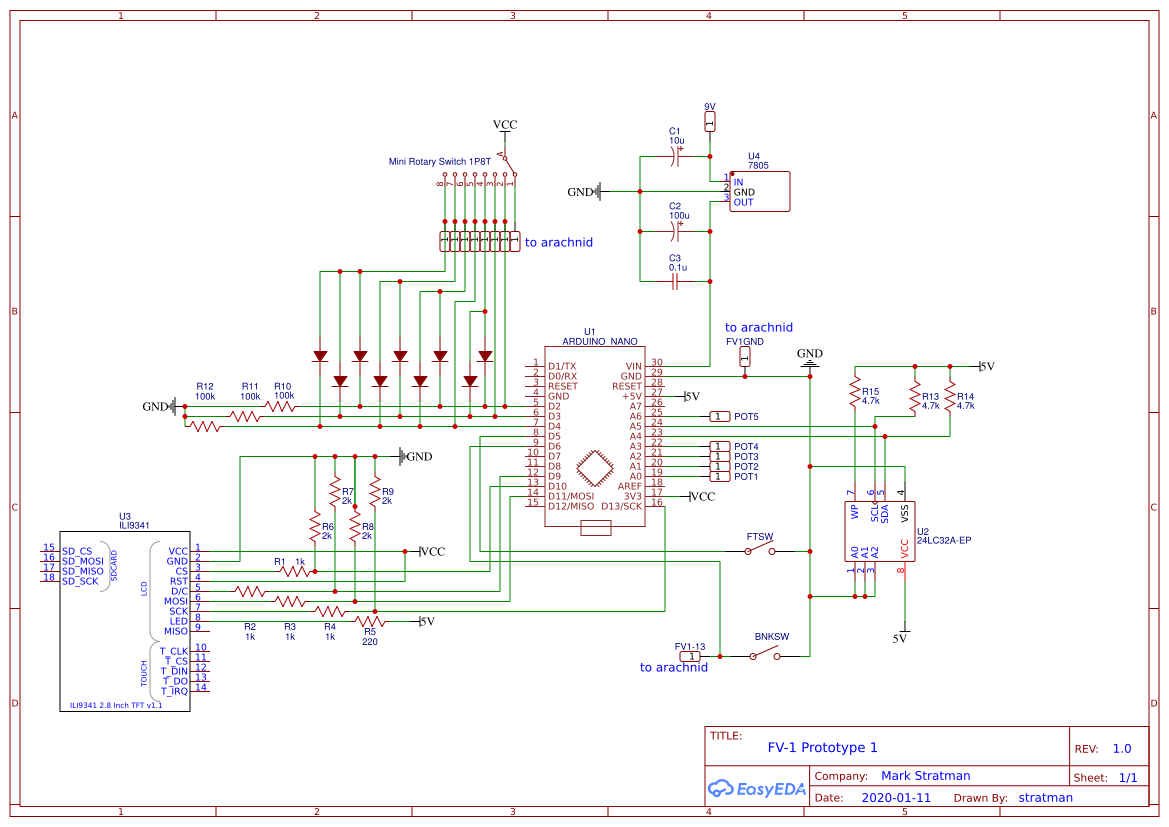 1 2 3 4 5
A A
B B
C C
D D
VCC
A
Mini Rotary Switch 1P8T
8 7 6 5 4 3 2 1
1 1 1 1 1 1 1 1
to arachnid
9V
1
C1
10u
+
U4
7805
1 IN
2 GND
3 OUT
GND
C2
100u
+
C3
0.1u
to arachnid
FV1GND
1
GND
U1
ARDUINO_NANO
1 D1/TX
2 D0/RX
3 RESET
4 GND
5 D2
6 D3
7 D4
8 D5
9 D6
10 D7
11 D8
12 D9
13 D10
14 D11/MOSI
15 D12/MISO
VIN 30
GND 29
RESET 28
+5V 27
A7 26
A6 25
A5 24
A4 23
A3 22
A2 21
A1 20
A0 19
AREF 18
3V3 17
D13/SCK 16
5V
1 POT5
1 POT4
1 POT3
1 POT2
1 POT1
VCC
R12
100k
R11
100k
R10
100k
GND
GND
R7
2k
R9
2k
R6
2k
R8
2k
5V
R15
4.7k
R13
4.7k
R14
4.7k
7 6 5 4
WP SCL SDA VSS
A0 A1 A2 VCC
1 2 3 8
U2
24LC32A-EP
5V
FTSW
BNKSW
FV1-13
1
to arachnid
U3
ILI9341
15 SD_CS
16 SD_MOSI
17 SD_MISO
18 SD_SCK
SDCARD
LCD
TOUCH
VCC 1
GND 2
CS 3
RST 4
D/C 5
MOSI 6
SCK 7
LED 8
MISO 9
T_CLK 10
T_CS 11
T_DIN 12
T_DO 13
T_IRQ 14
ILI9341 2.8 Inch TFT v1.1
R1 1k
VCC
5V
R2
1k
R3
1k
R4
1k
R5
220
TITLE:
FV-1 Prototype 1
REV: 1.0
EasyEDA
Company: Mark Stratman
Sheet: 1/1
Date: 2020-01-11 Drawn By: stratman
1 2 3 4 5